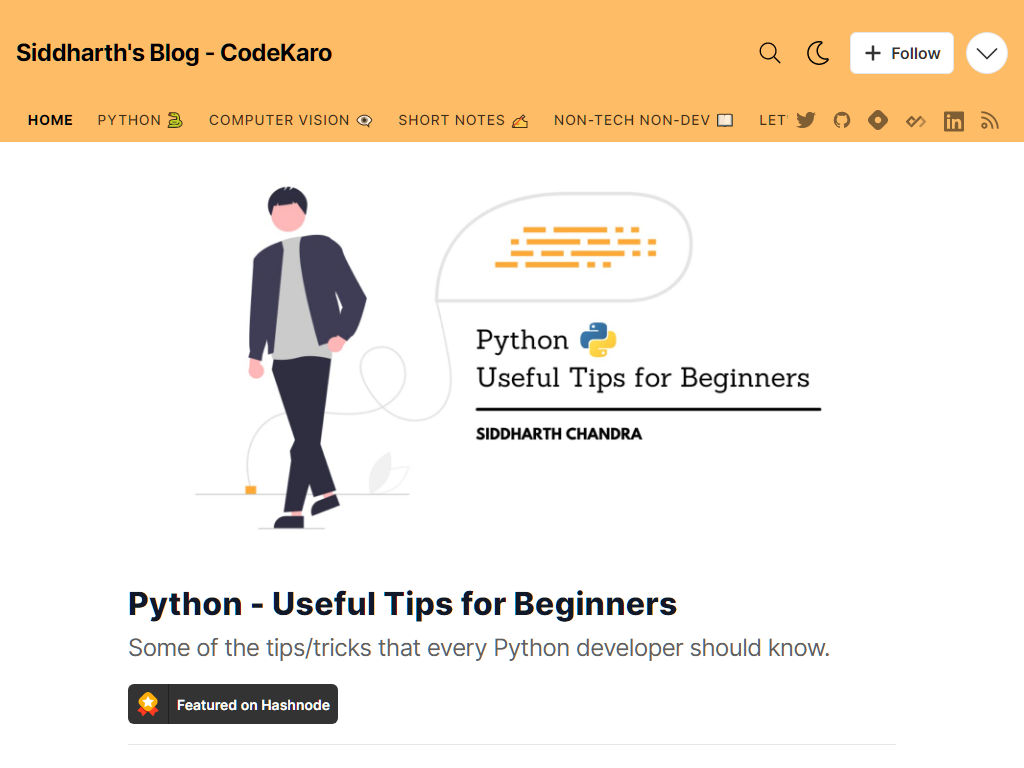 Siddharth's Blog - CodeKaro
Follow
HOME PYTHON 🐍 COMPUTER VISION 👁️‍🗨️ SHORT NOTES ✍️ NON-TECH NON-DEV 📖 LET'
Python
Useful Tips for Beginners
SIDDHARTH CHANDRA
Python - Useful Tips for Beginners
Some of the tips/tricks that every Python developer should know.
Featured on Hashnode